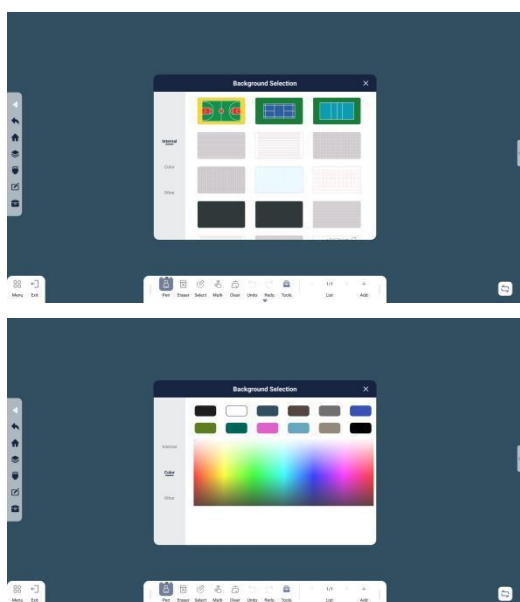 Background Selection
Internal
Color
Other
Menu Exit
Pen Eraser Select Math Clear Undo Redo Tools 1/1 List Add
Background Selection
Internal
Color
Other
Menu Exit
Pen Eraser Select Math Clear Undo Redo Tools 1/1 List Add